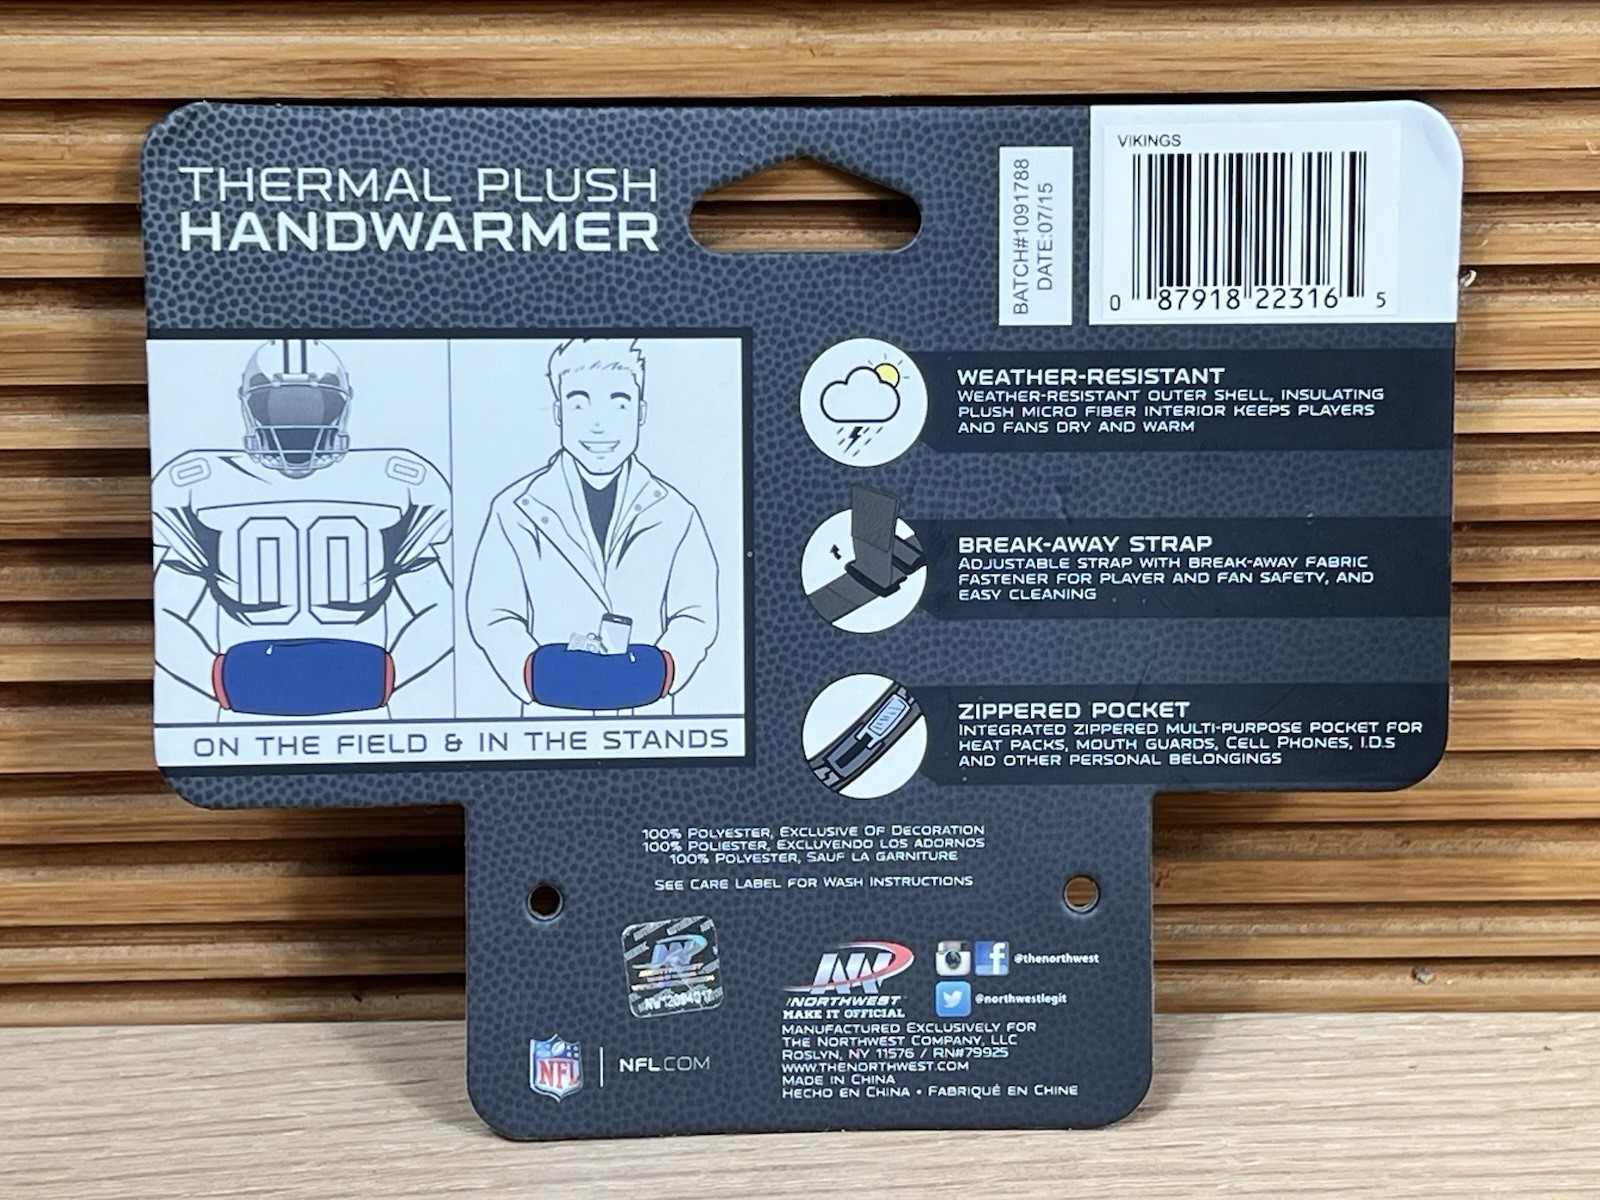 THERMAL PLUSH
HANDWARMER
BATCH#1091788
DATE:07/15
VIKINGS
0 87918 22316 5
00
ON THE FIELD & IN THE STANDS
WEATHER-RESISTANT
WEATHER-RESISTANT OUTER SHELL, INSULATING
PLUSH MICRO FIBER INTERIOR KEEPS PLAYERS
AND FANS DRY AND WARM
BREAK-AWAY STRAP
ADJUSTABLE STRAP WITH BREAK-AWAY FABRIC
FASTENER FOR PLAYER AND FAN SAFETY, AND
EASY CLEANING
ZIPPERED POCKET
INTEGRATED ZIPPERED MULTI-PURPOSE POCKET FOR
HEAT PACKS, MOUTH GUARDS, CELL PHONES, I.D.S
AND OTHER PERSONAL BELONGINGS
100% POLYESTER, EXCLUSIVE OF DECORATION
100% POLIESTER, EXCLUYENDO LOS ADORNOS
100% POLYESTER, SAUF LA GARNITURE
SEE CARE LABEL FOR WASH INSTRUCTIONS
NFL
NFL.COM
NORTHWEST
MAKE IT OFFICIAL
@thenorthwest
@northwestlegit
MANUFACTURED EXCLUSIVELY FOR
THE NORTHWEST COMPANY, LLC
ROSLYN, NY 11576 / RN#79925
WWW.THENORTHWEST.COM
MADE IN CHINA
HECHO EN CHINA • FABRIQUÉ EN CHINE